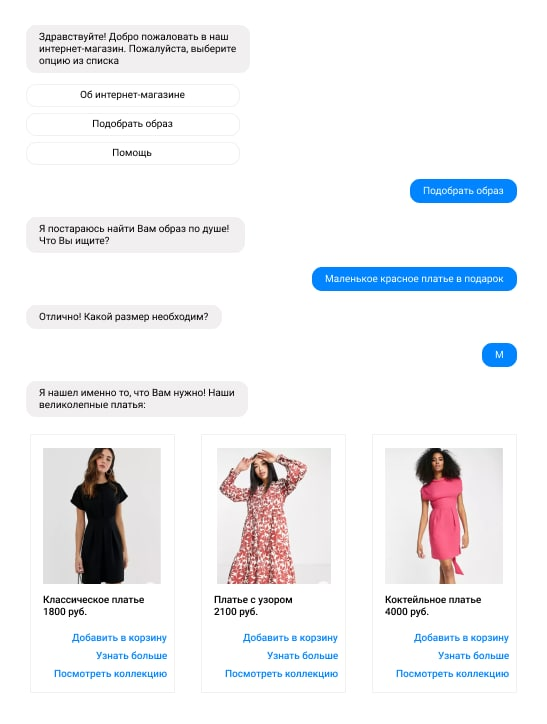 Здравствуйте! Добро пожаловать в наш
интернет-магазин. Пожалуйста, выберите
опцию из списка
Об интернет-магазине
Подобрать образ
Помощь
Подобрать образ
Я постараюсь найти Вам образ по душе!
Что Вы ищите?
Маленькое красное платье в подарок
Отлично! Какой размер необходим?
М
Я нашел именно то, что Вам нужно! Наши
великолепные платья:
Классическое платье
1800 руб.
Добавить в корзину
Узнать больше
Посмотреть коллекцию
Платье с узором
2100 руб.
Добавить в корзину
Узнать больше
Посмотреть коллекцию
Коктейльное платье
4000 руб.
Добавить в корзину
Узнать больше
Посмотреть коллекцию